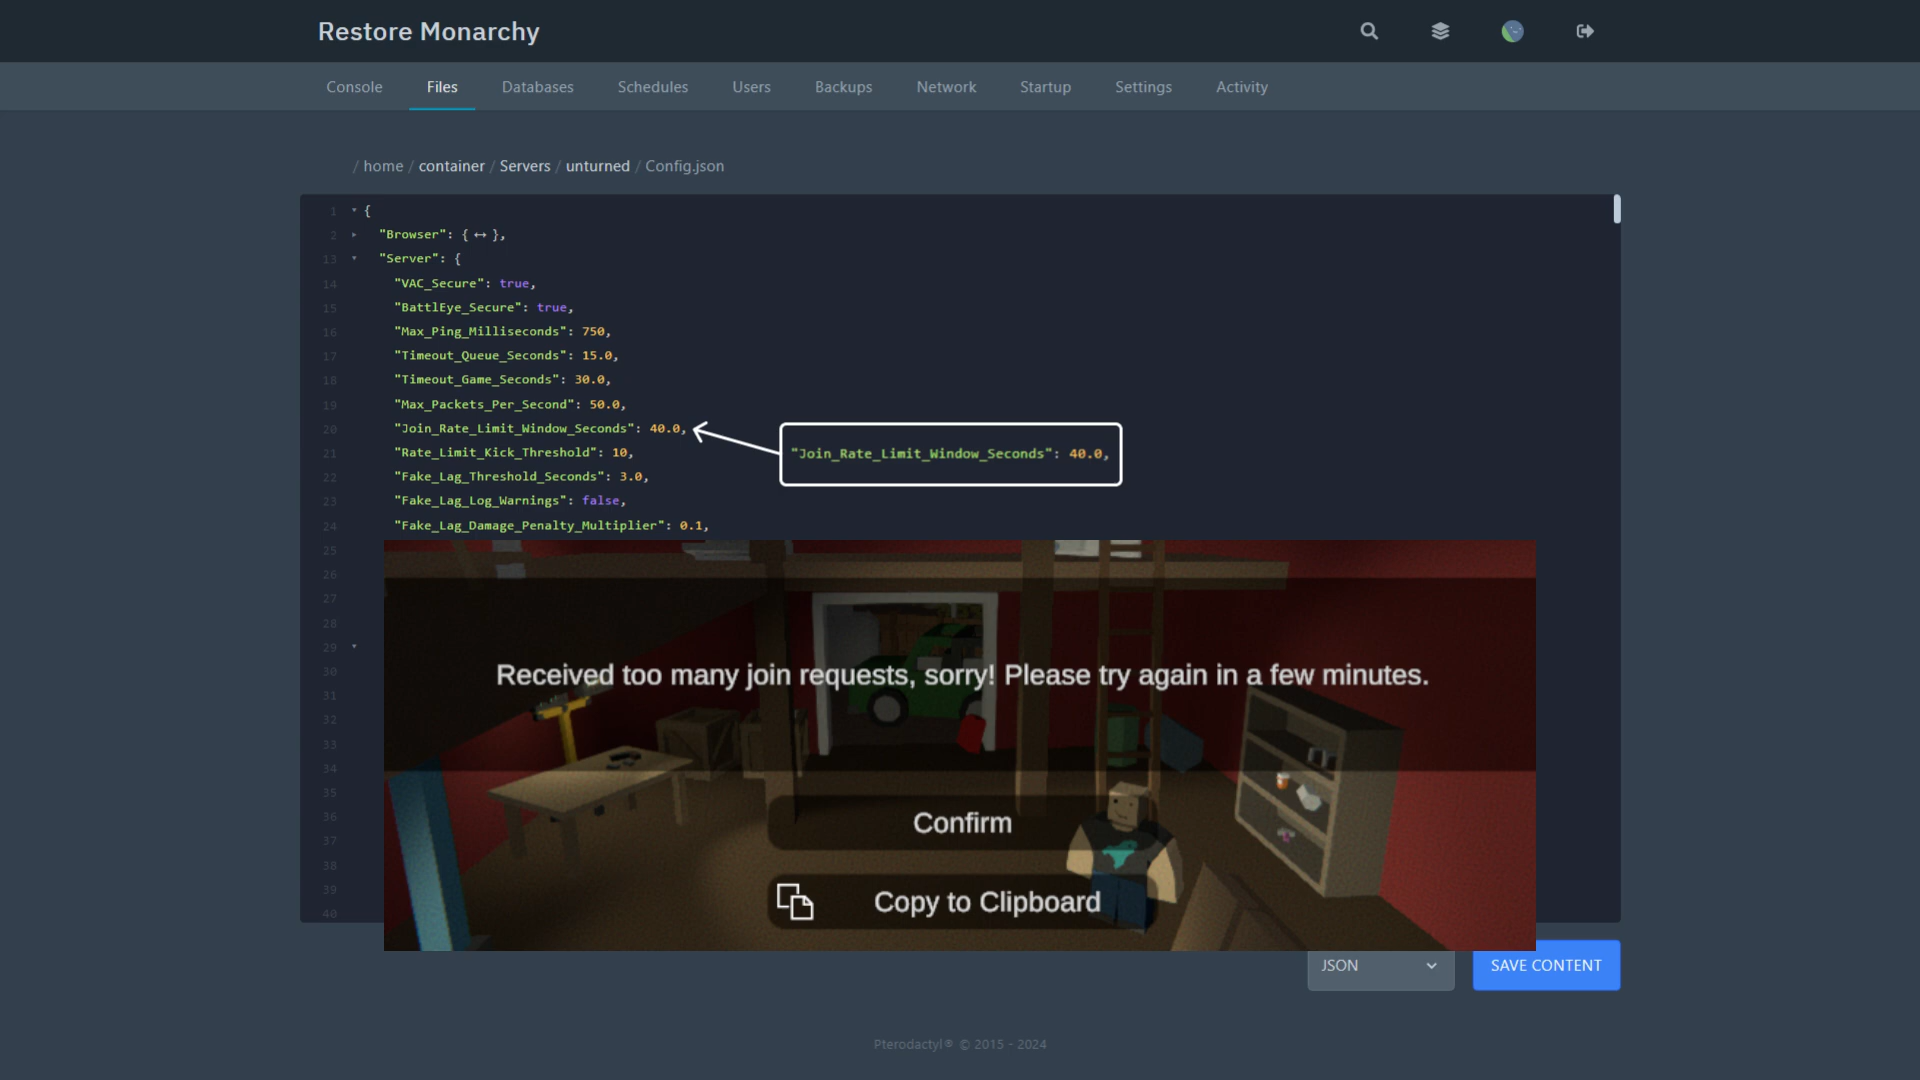 Restore Monarchy
Console Files Databases Schedules Users Backups Network Startup Settings Activity
/ home / container / Servers / unturned / Config.json
1 {
2 "Browser": { ↔ },
13 "Server": {
14 "VAC_Secure": true,
15 "BattlEye_Secure": true,
16 "Max_Ping_Milliseconds": 750,
17 "Timeout_Queue_Seconds": 15.0,
18 "Timeout_Game_Seconds": 30.0,
19 "Max_Packets_Per_Second": 50.0,
20 "Join_Rate_Limit_Window_Seconds": 40.0,
"Join_Rate_Limit_Window_Seconds": 40.0,
21 "Rate_Limit_Kick_Threshold": 10,
22 "Fake_Lag_Threshold_Seconds": 3.0,
23 "Fake_Lag_Log_Warnings": false,
24 "Fake_Lag_Damage_Penalty_Multiplier": 0.1,
25
26
27
28
29
30
31
32
33
34
35
36
37
38
39
40
Received too many join requests, sorry! Please try again in a few minutes.
Confirm
Copy to Clipboard
JSON
SAVE CONTENT
Pterodactyl® © 2015 - 2024